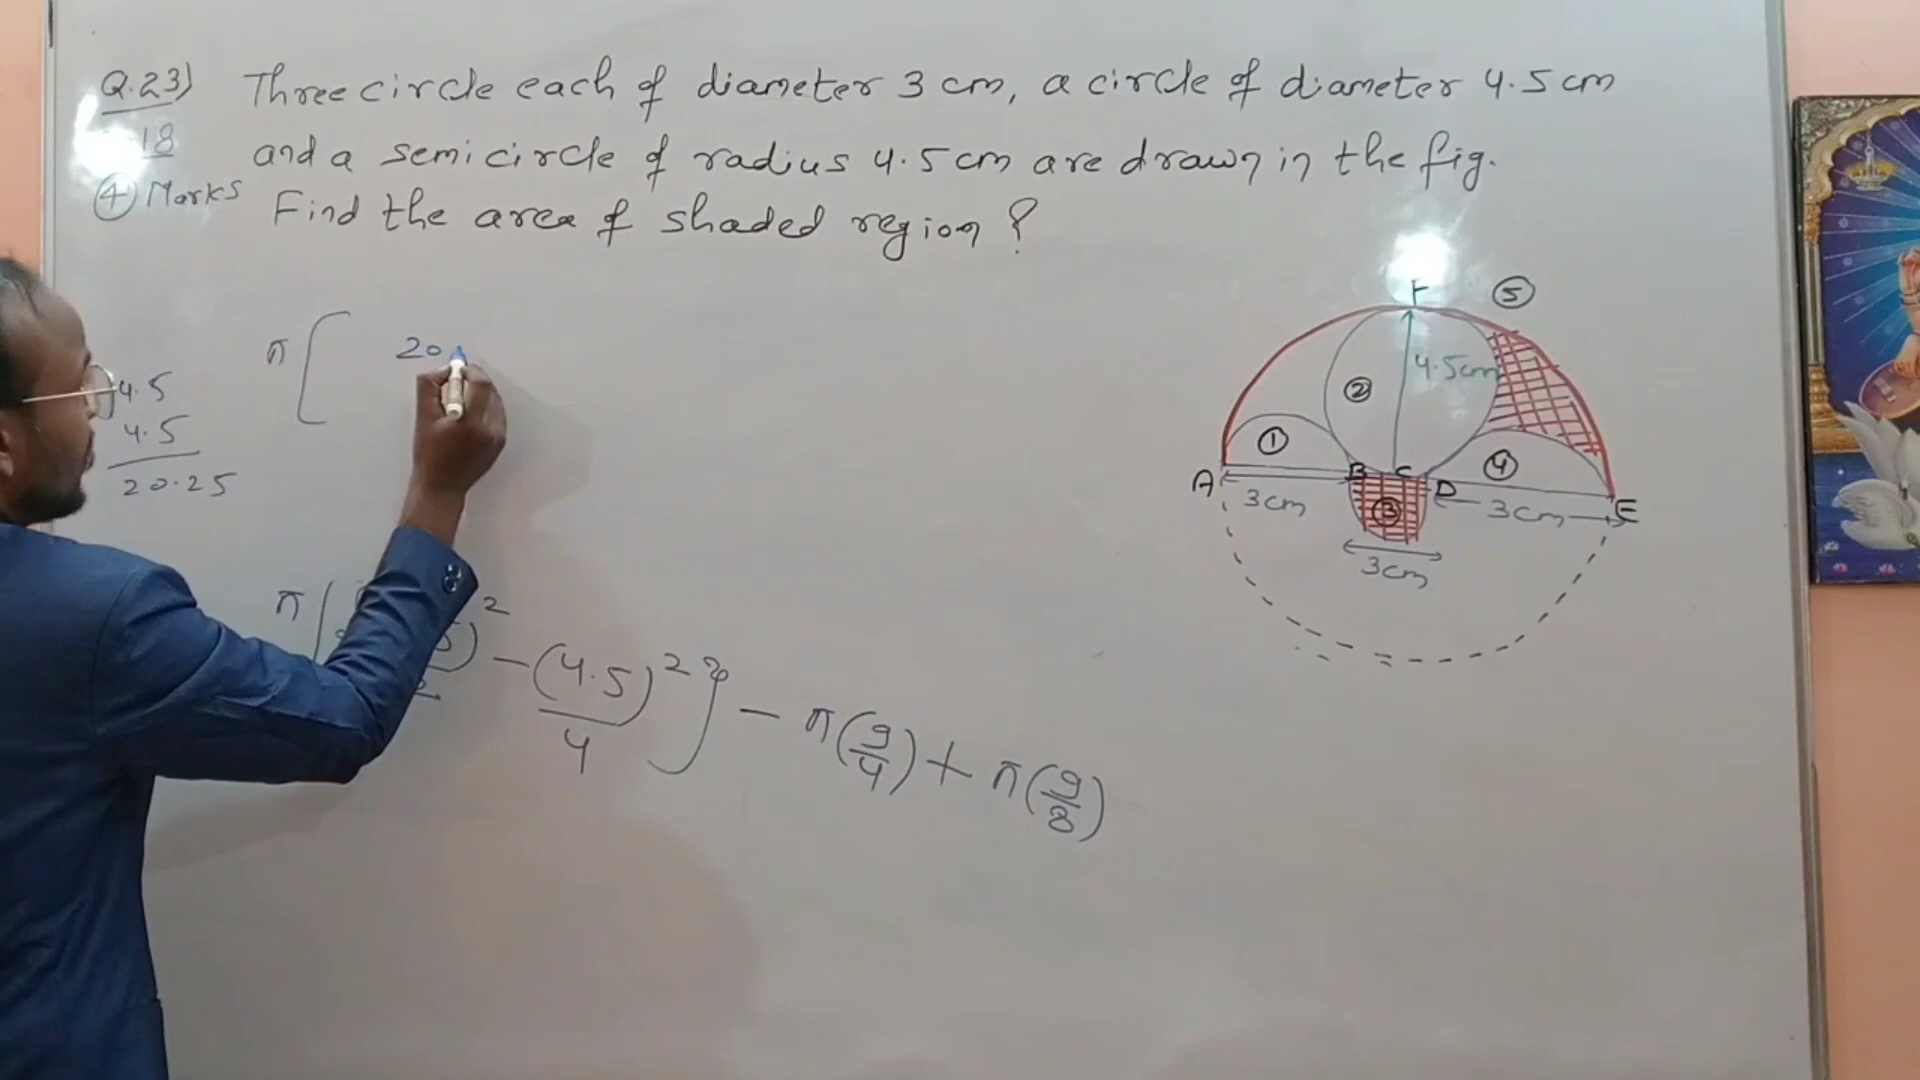 Q.23) Three circle each of diameter 3 cm, a circle of diameter 4.5 cm
18 and a semicircle of radius 4.5 cm are drawn in the fig.
④ Marks Find the area of shaded region ?
π [ 20.
4.5
4.5
20.25
F ⑤
4.5cm
②
① ④
A B C D E
3cm ③ 3cm
3cm
π 2 - (4.5)²/4 } - π(9/4) + π(9/8)